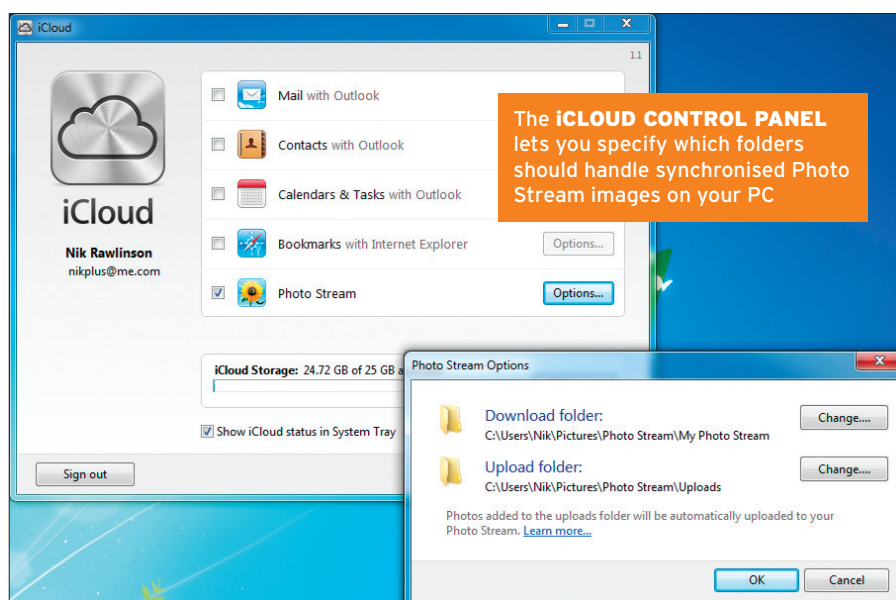 iCloud
1.1
Mail with Outlook
Contacts with Outlook
Calendars & Tasks with Outlook
Bookmarks with Internet Explorer
Options...
Photo Stream
Options...
iCloud
Nik Rawlinson
nikplus@me.com
iCloud Storage: 24.72 GB of 25 GB
Show iCloud status in System Tray
Sign out
The iCLOUD CONTROL PANEL
lets you specify which folders
should handle synchronised Photo
Stream images on your PC
Photo Stream Options
Download folder:
C:\Users\Nik\Pictures\Photo Stream\My Photo Stream
Change....
Upload folder:
C:\Users\Nik\Pictures\Photo Stream\Uploads
Change....
Photos added to the uploads folder will be automatically uploaded to your
Photo Stream. Learn more...
OK
Cancel